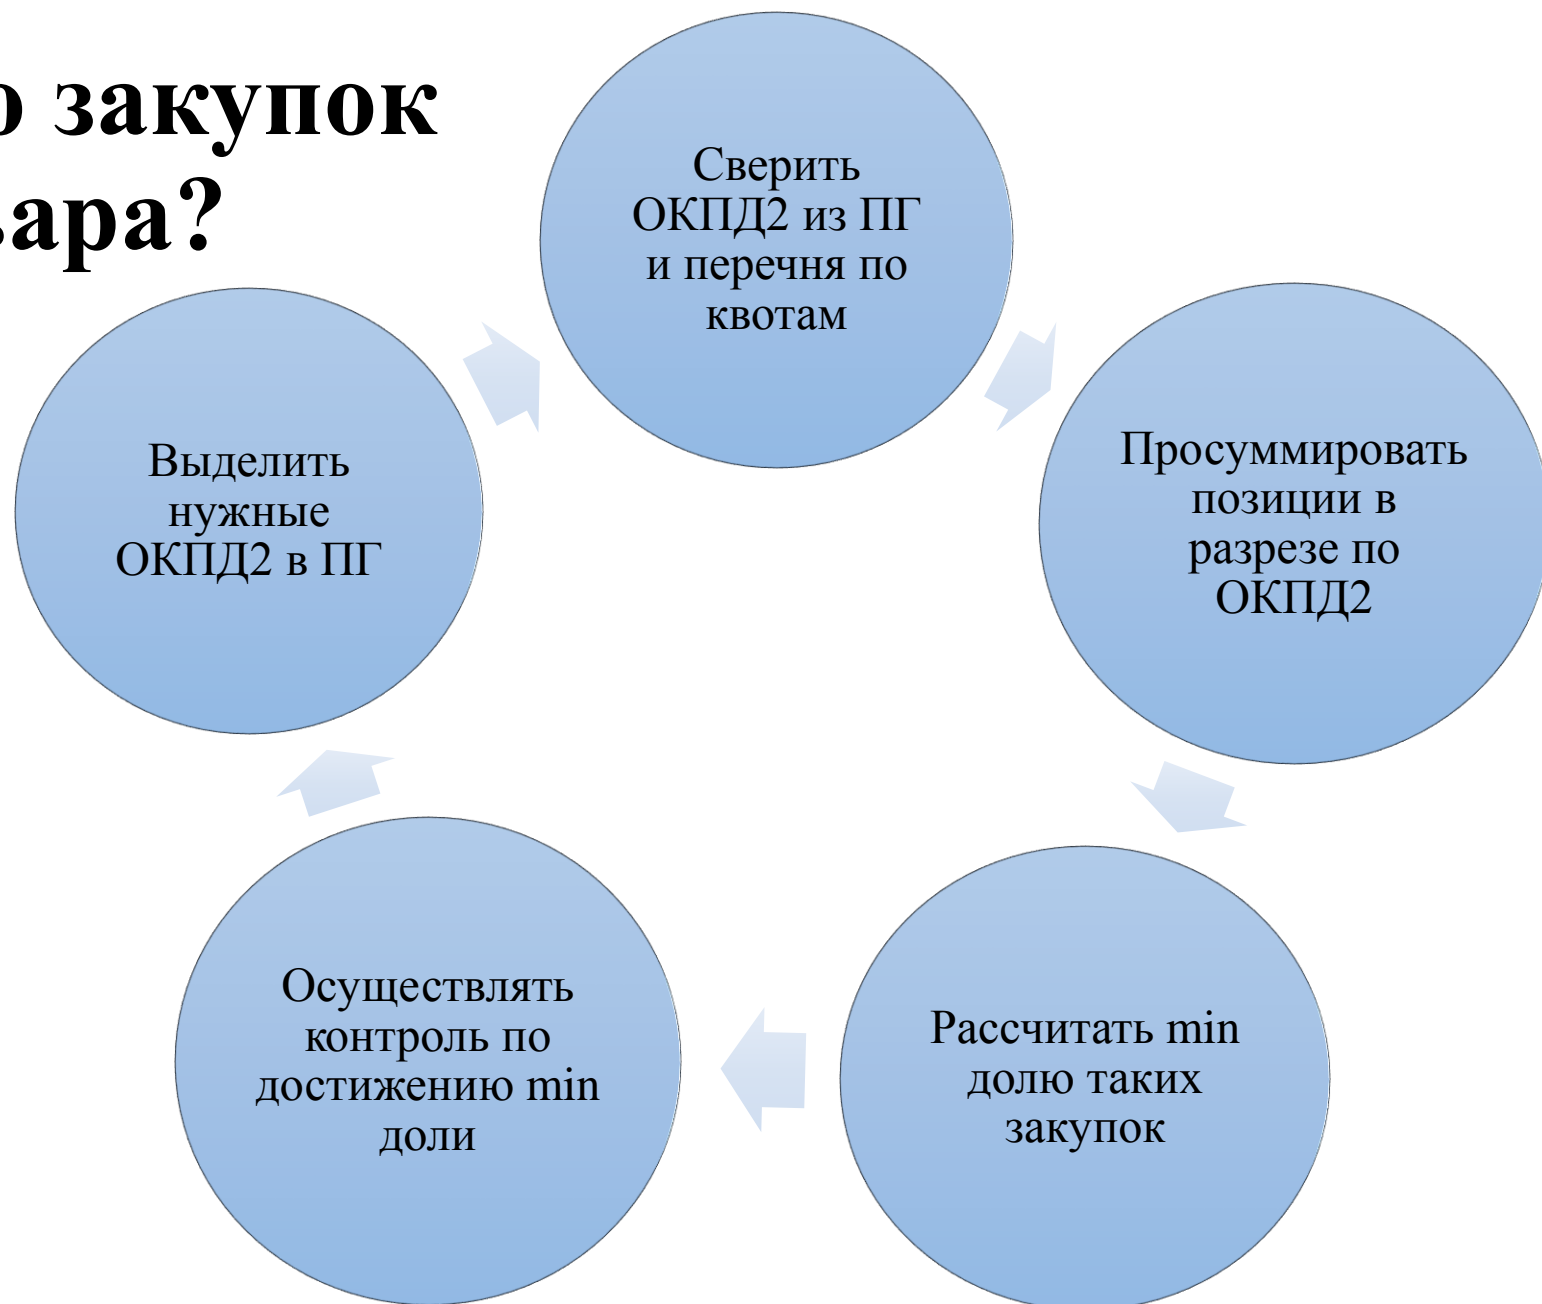 о закупок
вара?
Сверить
ОКПД2 из ПГ
и перечня по
квотам
Просуммировать
позиции в
разрезе по
ОКПД2
Рассчитать min
долю таких
закупок
Осуществлять
контроль по
достижению min
доли
Выделить
нужные
ОКПД2 в ПГ